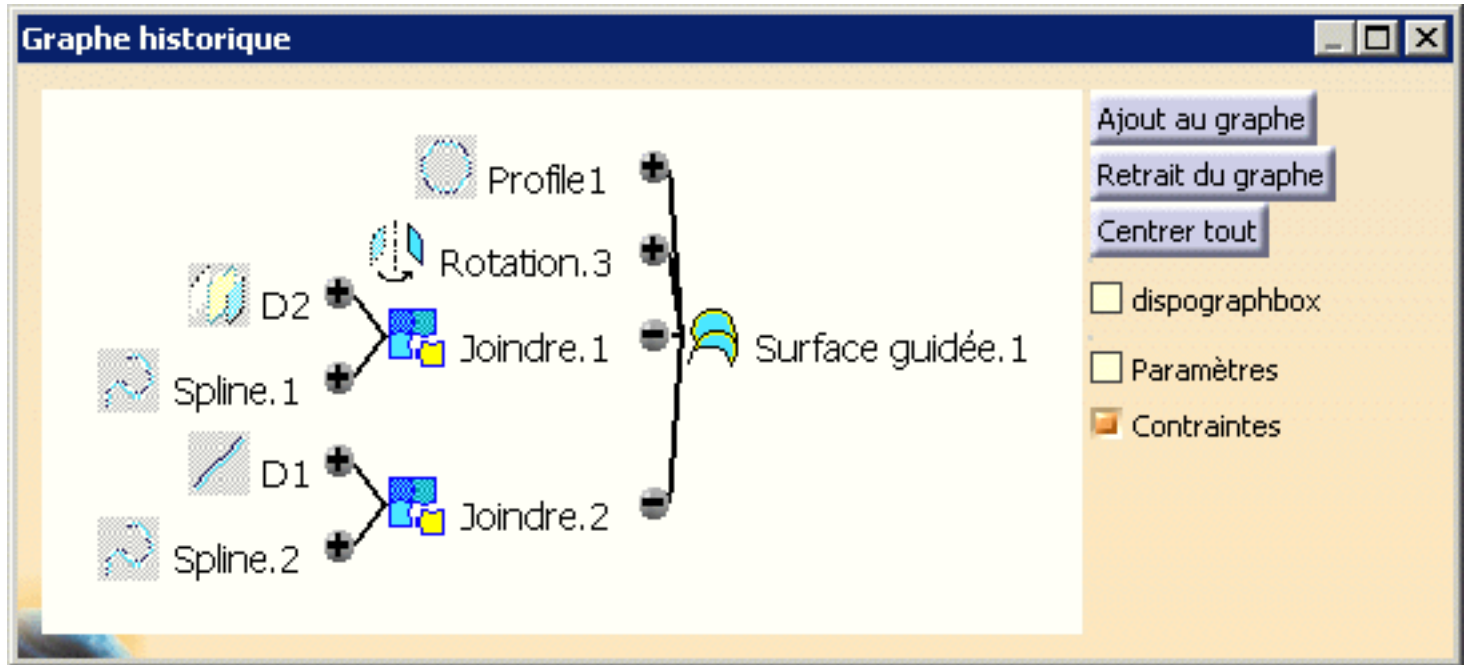 Graphe historique
Ajout au graphe
Profile1
Retrait du graphe
Rotation.3
Centrer tout
D2
dispographbox
Joindre.1
Surface guidée.1
Spline.1
Paramètres
Contraintes
D1
Joindre.2
Spline.2